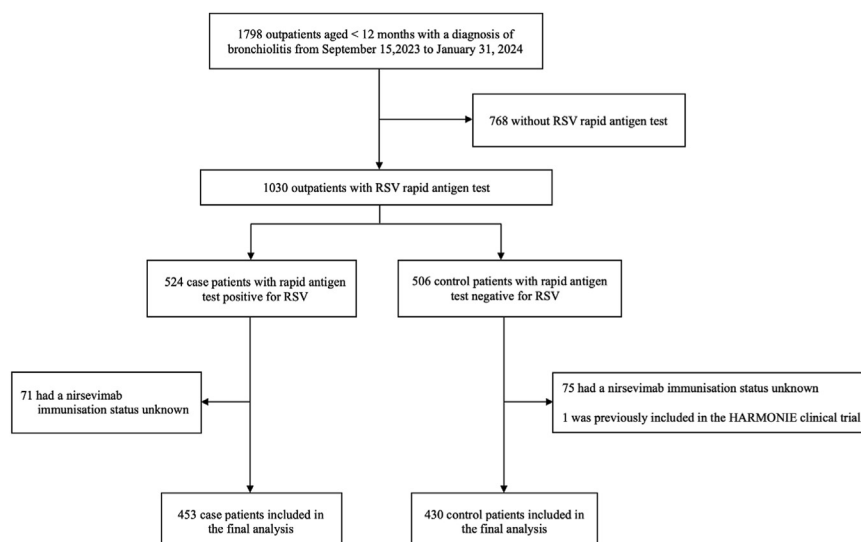 1798 outpatients aged < 12 months with a diagnosis of
bronchiolitis from September 15,2023 to January 31, 2024
768 without RSV rapid antigen test
1030 outpatients with RSV rapid antigen test
524 case patients with rapid antigen
test positive for RSV
506 control patients with rapid antigen
test negative for RSV
71 had a nirsevimab
immunisation status unknown
75 had a nirsevimab immunisation status unknown
1 was previously included in the HARMONIE clinical trial
453 case patients included in
the final analysis
430 control patients included in
the final analysis